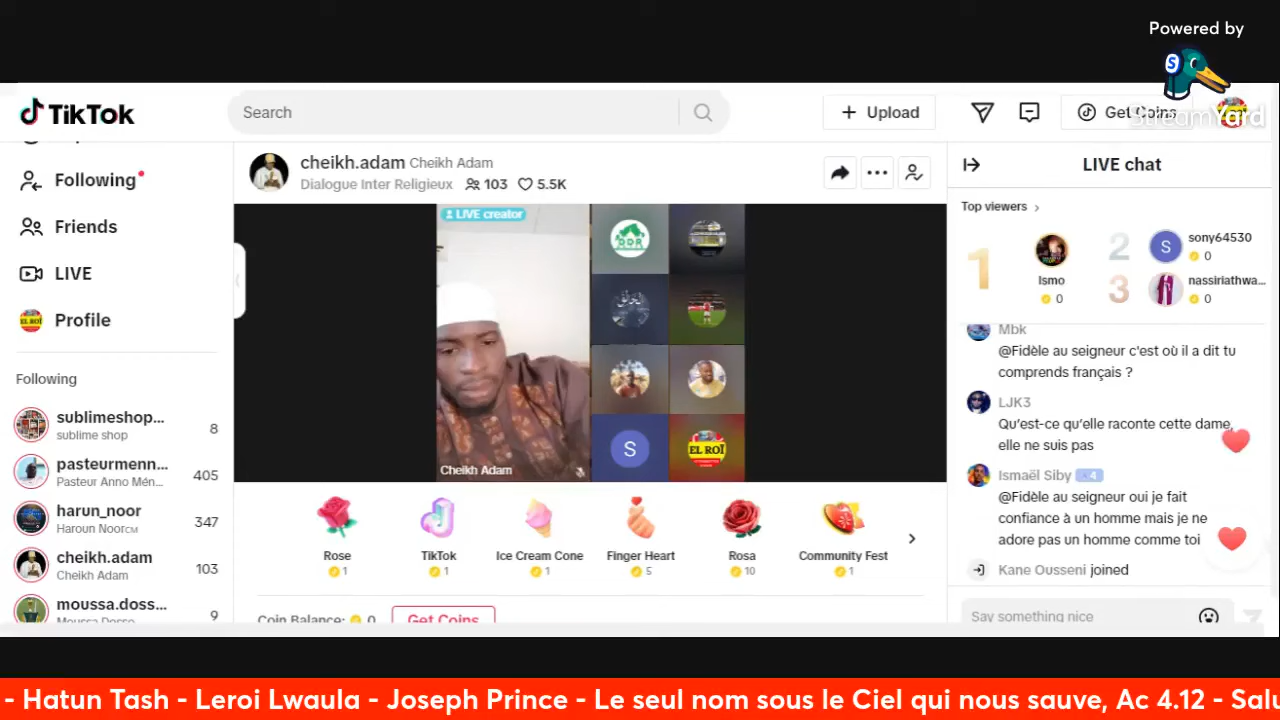 Powered by
StreamYard
TikTok
Search
Upload
Get Coins
Following
Friends
LIVE
Profile
Following
sublimeshop...
sublime shop
8
pasteurmenn...
Pasteur Anno Mén...
405
harun_noor
Haroun Noor™
347
cheikh.adam
Cheikh Adam
103
moussa.doss...
Moussa Dosso
9
cheikh.adam Cheikh Adam
Dialogue Inter Religieux 103 5.5K
LIVE creator
DDR
S
EL ROÏ
Cheikh Adam
Rose
1
TikTok
1
Ice Cream Cone
1
Finger Heart
5
Rosa
10
Community Fest
1
Coin Balance: 0 Get Coins
LIVE chat
Top viewers
1
Ismo
0
2
S
sony64530
0
3
nassiriathwa...
0
Mbk
@Fidèle au seigneur c'est où il a dit tu
comprends français ?
LJK3
Qu'est-ce qu'elle raconte cette dame,
elle ne suis pas
Ismaël Siby 4
@Fidèle au seigneur oui je fait
confiance à un homme mais je ne
adore pas un homme comme toi
Kane Ousseni joined
Say something nice
- Hatun Tash - Leroi Lwaula - Joseph Prince - Le seul nom sous le Ciel qui nous sauve, Ac 4.12 - Salu